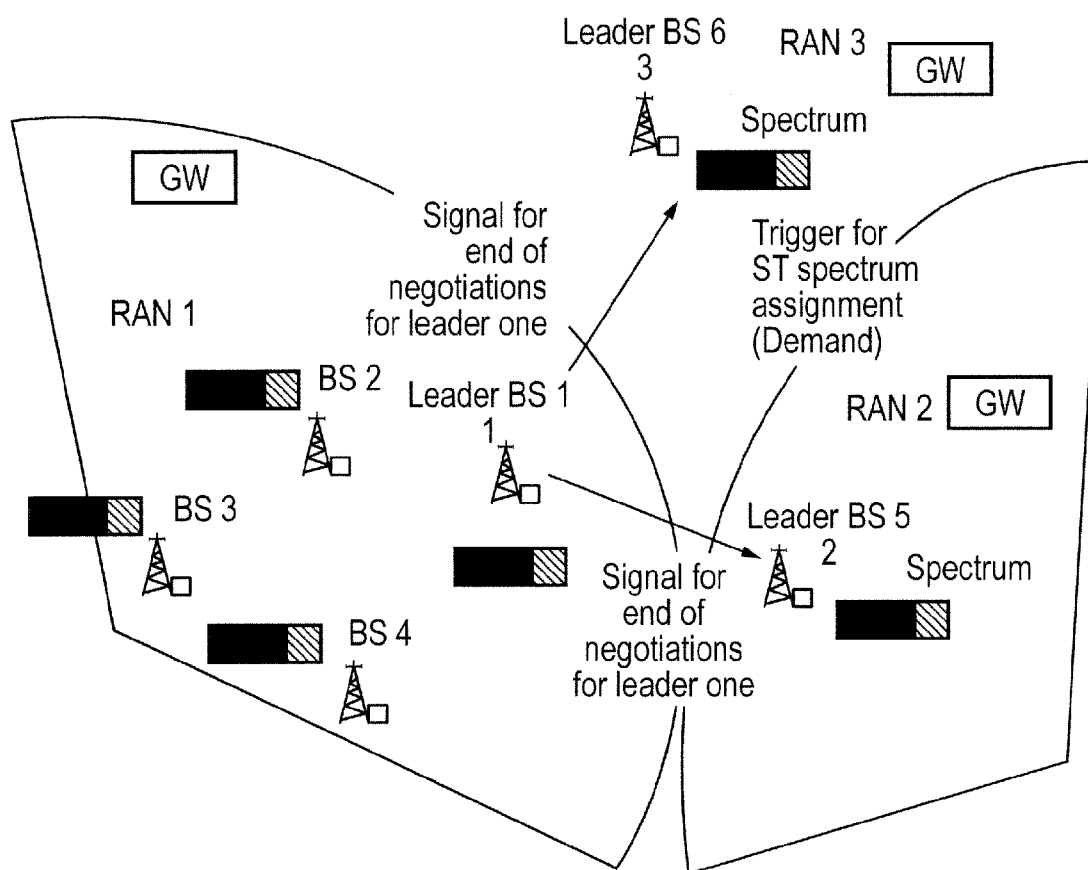 Leader BS 6
3
RAN 3
GW
Spectrum
GW
Signal for
end of
negotiations
for leader one
Trigger for
ST spectrum
assignment
(Demand)
RAN 1
BS 2
Leader BS 1
1
RAN 2
GW
BS 3
Leader BS 5
2
Spectrum
Signal for
end of
negotiations
for leader one
BS 4